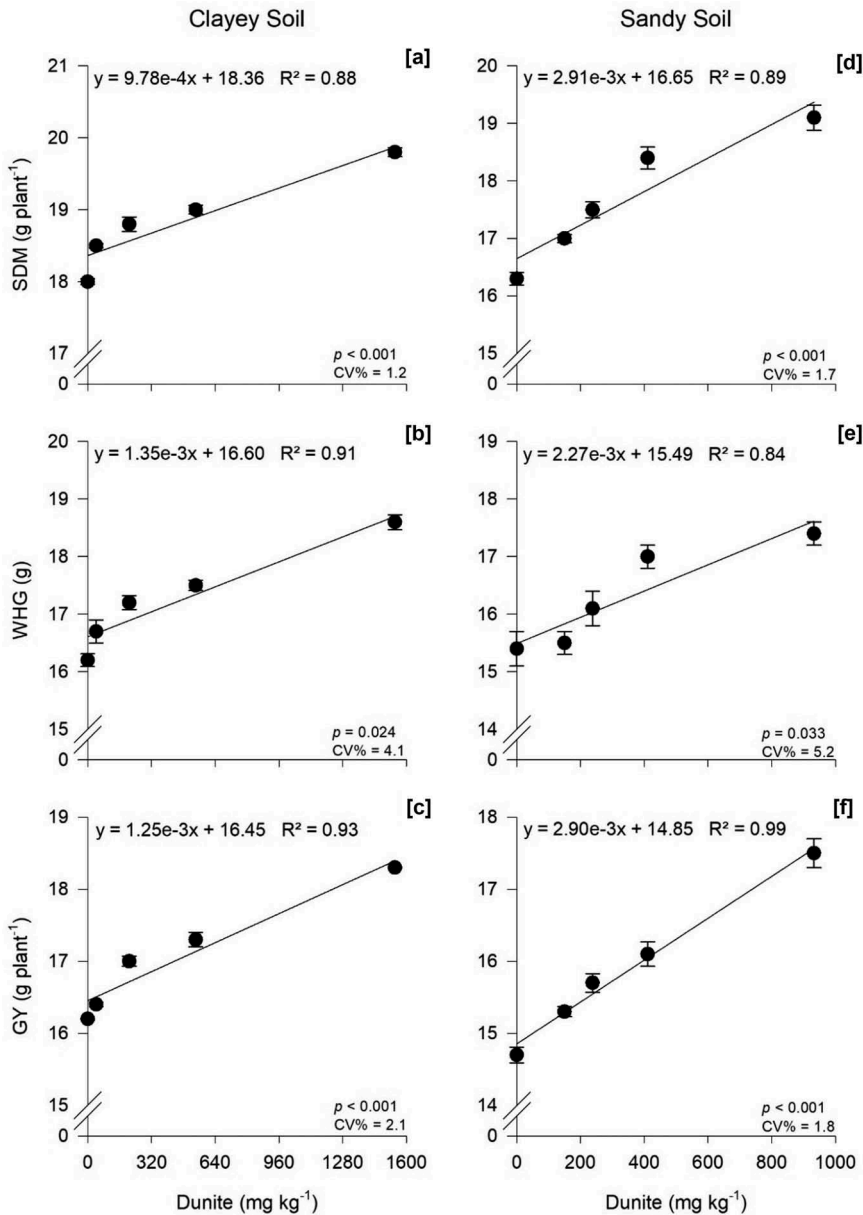 Clayey Soil
Sandy Soil
[a]
y = 9.78e-4x + 18.36 R² = 0.88
21
20
19
18
17
0
SDM (g plant⁻¹)
p < 0.001
CV% = 1.2
[d]
y = 2.91e-3x + 16.65 R² = 0.89
20
19
18
17
16
15
0
p < 0.001
CV% = 1.7
[b]
y = 1.35e-3x + 16.60 R² = 0.91
20
19
18
17
16
15
0
WHG (g)
p = 0.024
CV% = 4.1
[e]
y = 2.27e-3x + 15.49 R² = 0.84
19
18
17
16
15
14
0
p = 0.033
CV% = 5.2
[c]
y = 1.25e-3x + 16.45 R² = 0.93
19
18
17
16
15
0
GY (g plant⁻¹)
p < 0.001
CV% = 2.1
0 320 640 960 1280 1600
Dunite (mg kg⁻¹)
[f]
y = 2.90e-3x + 14.85 R² = 0.99
18
17
16
15
14
0
p < 0.001
CV% = 1.8
0 200 400 600 800 1000
Dunite (mg kg⁻¹)